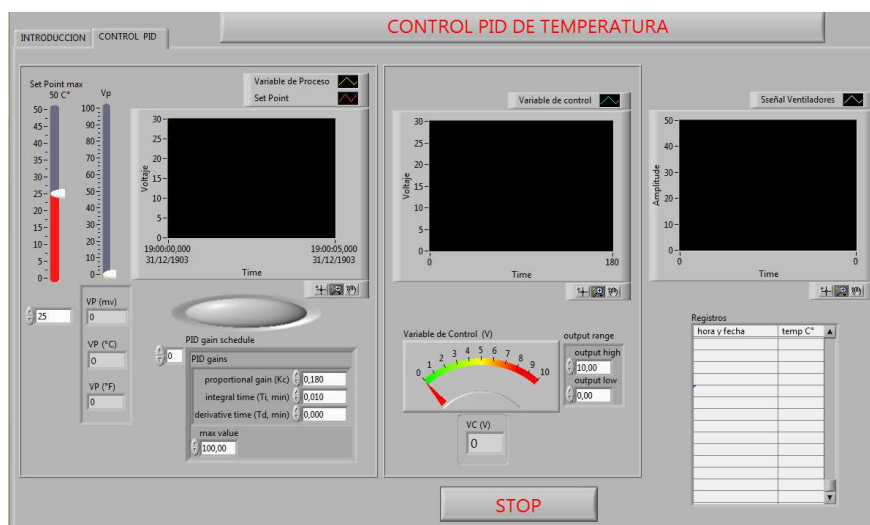 CONTROL PID DE TEMPERATURA
INTRODUCCION
CONTROL PID
Set Point max
50 C°
50
45
40
35
30
25
20
15
10
5
0
25
Vp
100
90
80
70
60
50
40
30
20
10
0
VP (mv)
0
VP (°C)
0
VP (°F)
0
Variable de Proceso
Set Point
Voltaje
30
25
20
15
10
5
0
19:00:00,000
31/12/1903
19:00:05,000
31/12/1903
Time
PID gain schedule
0
PID gains
proportional gain (Kc)
0,180
integral time (Ti, min)
0,010
derivative time (Td, min)
0,000
max value
100,00
Variable de control
Voltaje
30
25
20
15
10
5
0
0
180
Time
Variable de Control (V)
0 1 2 3 4 5 6 7 8 9 10
output range
output high
10,00
output low
0,00
VC (V)
0
STOP
Sseñal Ventiladores
Amplitude
50
40
30
20
10
0
0
0
Time
Registros
hora y fecha
temp C°